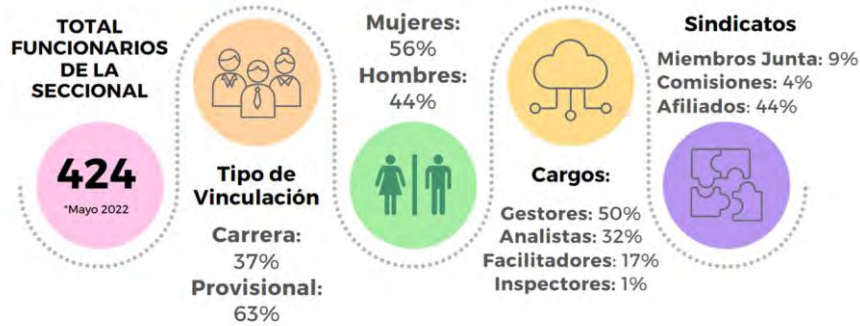 TOTAL
FUNCIONARIOS
DE LA
SECCIONAL
424
*Mayo 2022
Tipo de
Vinculación
Carrera:
37%
Provisional:
63%
Mujeres:
56%
Hombres:
44%
Cargos:
Gestores: 50%
Analistas: 32%
Facilitadores: 17%
Inspectores: 1%
Sindicatos
Miembros Junta: 9%
Comisiones: 4%
Afiliados: 44%